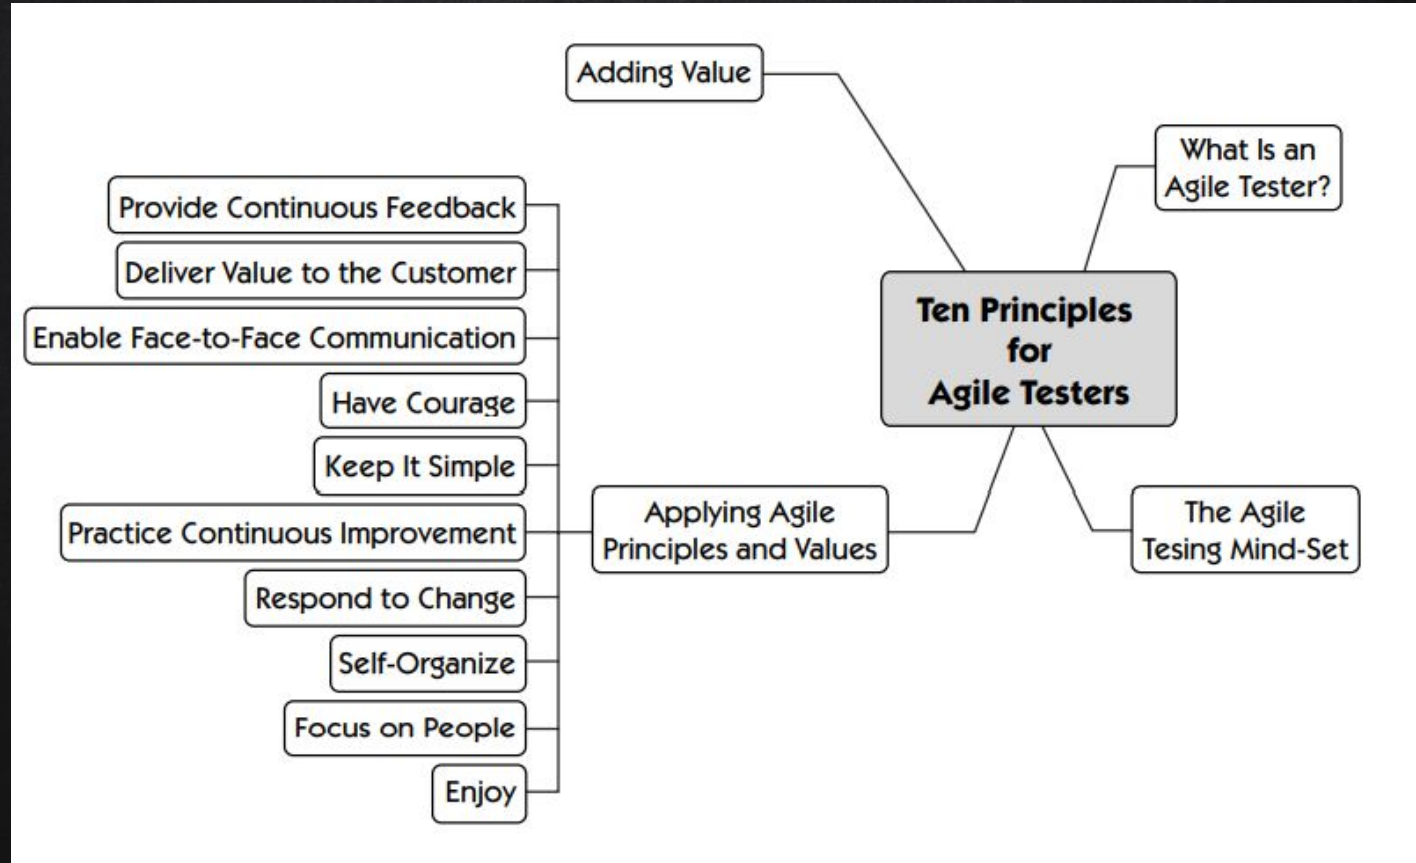 Adding Value
What Is an
Agile Tester?
Provide Continuous Feedback
Deliver Value to the Customer
Enable Face-to-Face Communication
Have Courage
Keep It Simple
Practice Continuous Improvement
Respond to Change
Self-Organize
Focus on People
Enjoy
Ten Principles
for
Agile Testers
Applying Agile
Principles and Values
The Agile
Tesing Mind-Set